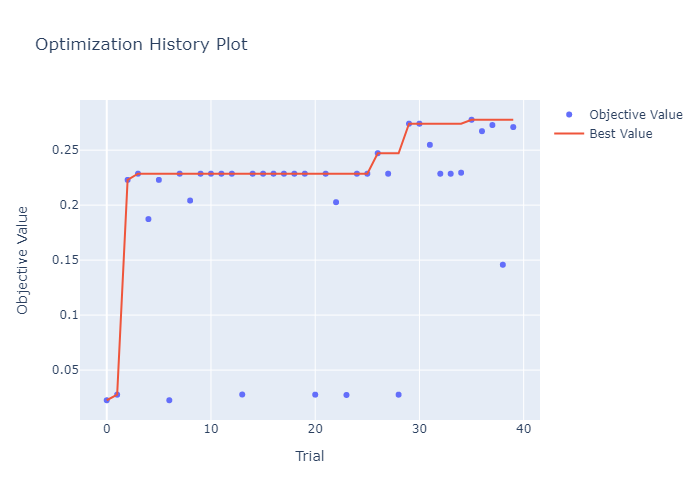 Optimization History Plot
Objective Value
Best Value
0.25
0.2
0.15
0.1
0.05
Objective Value
0
10
20
30
40
Trial